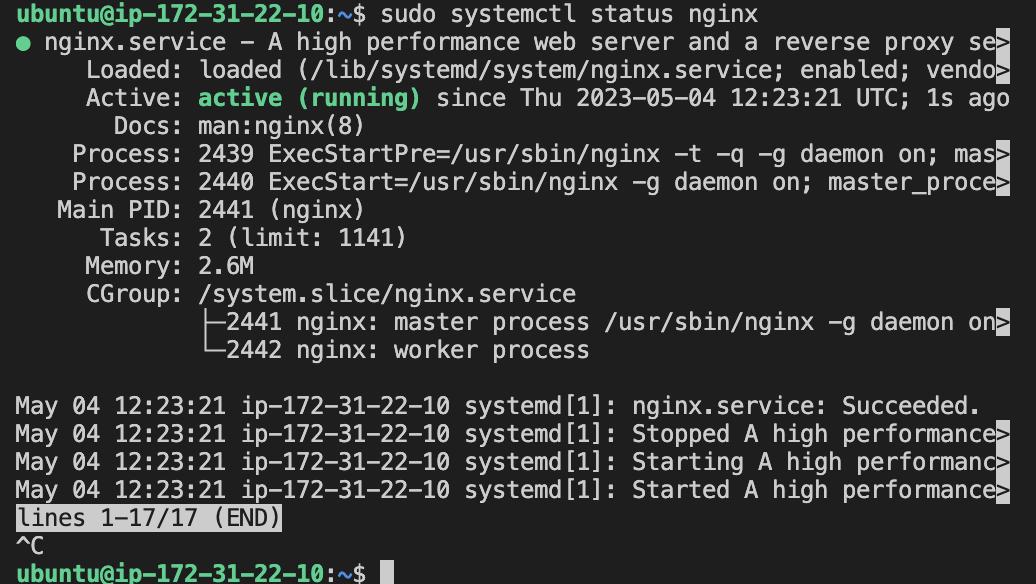 ubuntu@ip-172-31-22-10:~$ sudo systemctl status nginx
● nginx.service - A high performance web server and a reverse proxy se>
     Loaded: loaded (/lib/systemd/system/nginx.service; enabled; vendo>
     Active: active (running) since Thu 2023-05-04 12:23:21 UTC; 1s ago
       Docs: man:nginx(8)
    Process: 2439 ExecStartPre=/usr/sbin/nginx -t -q -g daemon on; mas>
    Process: 2440 ExecStart=/usr/sbin/nginx -g daemon on; master_proce>
   Main PID: 2441 (nginx)
      Tasks: 2 (limit: 1141)
     Memory: 2.6M
     CGroup: /system.slice/nginx.service
             ├─2441 nginx: master process /usr/sbin/nginx -g daemon on>
             └─2442 nginx: worker process

May 04 12:23:21 ip-172-31-22-10 systemd[1]: nginx.service: Succeeded.
May 04 12:23:21 ip-172-31-22-10 systemd[1]: Stopped A high performance>
May 04 12:23:21 ip-172-31-22-10 systemd[1]: Starting A high performanc>
May 04 12:23:21 ip-172-31-22-10 systemd[1]: Started A high performance>
lines 1-17/17 (END)
^C
ubuntu@ip-172-31-22-10:~$